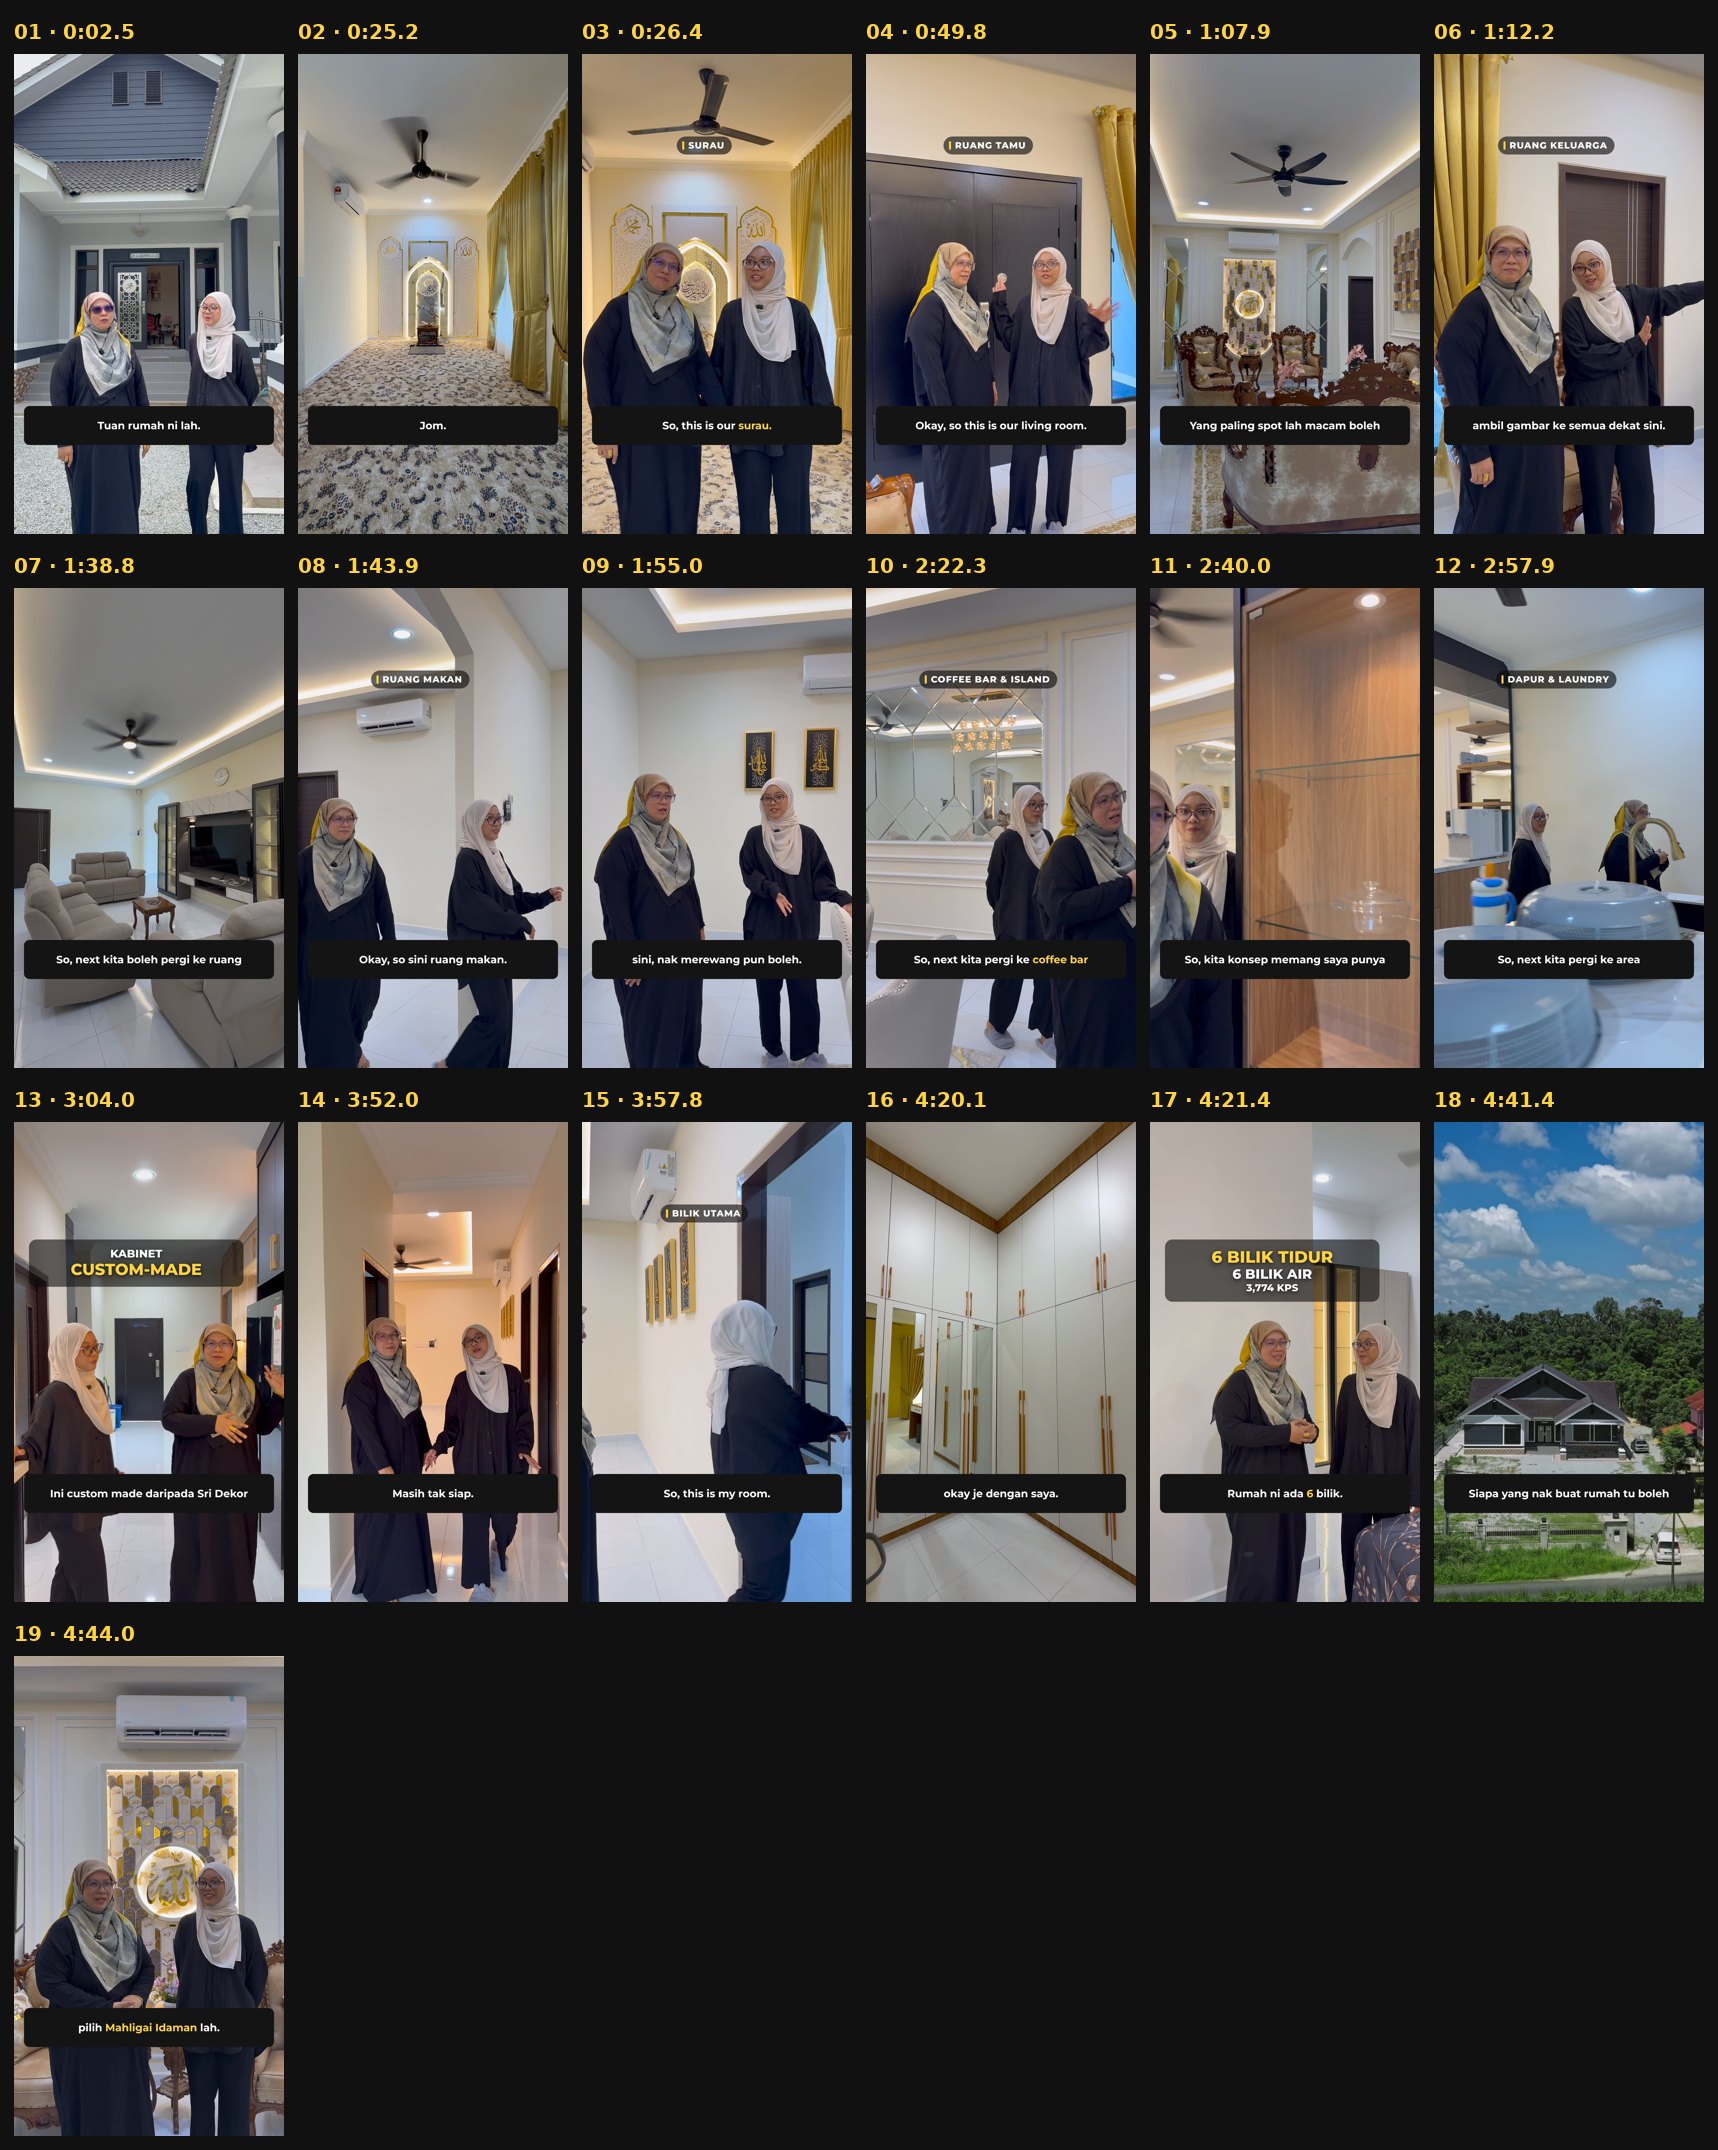 01 · 0:02.5
Tuan rumah ni lah.
02 · 0:25.2
Jom.
03 · 0:26.4
SURAU
So, this is our surau.
04 · 0:49.8
RUANG TAMU
Okay, so this is our living room.
05 · 1:07.9
Yang paling spot lah macam boleh
06 · 1:12.2
RUANG KELUARGA
ambil gambar ke semua dekat sini.
07 · 1:38.8
So, next kita boleh pergi ke ruang
08 · 1:43.9
RUANG MAKAN
Okay, so sini ruang makan.
09 · 1:55.0
sini, nak merewang pun boleh.
10 · 2:22.3
COFFEE BAR & ISLAND
So, next kita pergi ke coffee bar
11 · 2:40.0
So, kita konsep memang saya punya
12 · 2:57.9
DAPUR & LAUNDRY
So, next kita pergi ke area
13 · 3:04.0
KABINET
CUSTOM-MADE
Ini custom made daripada Sri Dekor
14 · 3:52.0
Masih tak siap.
15 · 3:57.8
BILIK UTAMA
So, this is my room.
16 · 4:20.1
okay je dengan saya.
17 · 4:21.4
6 BILIK TIDUR
6 BILIK AIR
3,774 KPS
Rumah ni ada 6 bilik.
18 · 4:41.4
Siapa yang nak buat rumah tu boleh
19 · 4:44.0
الله
pilih Mahligai Idaman lah.